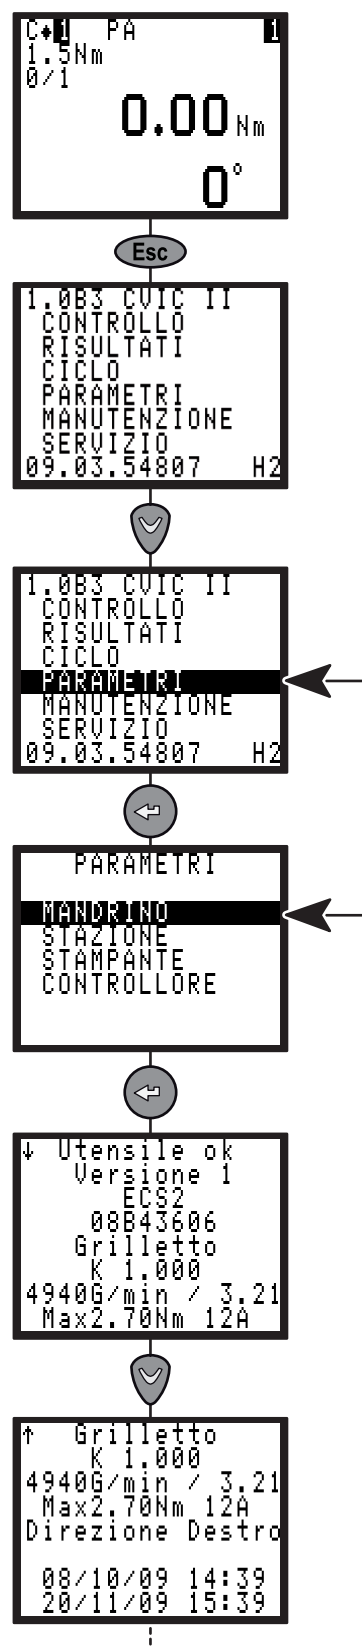 C 1 PA 1
1.5Nm
0/1
0.00 Nm
0°
Esc
1.0B3 CVIC II
CONTROLLO
RISULTATI
CICLO
PARAMETRI
MANUTENZIONE
SERVIZIO
09.03.54807 H2
1.0B3 CVIC II
CONTROLLO
RISULTATI
CICLO
PARAMETRI
MANUTENZIONE
SERVIZIO
09.03.54807 H2
PARAMETRI
MANDRINO
STAZIONE
STAMPANTE
CONTROLLORE
↓ Utensile ok
Versione 1
ECS2
08B43606
Grilletto
K 1.000
4940G/min / 3.21
Max2.70Nm 12A
↑ Grilletto
K 1.000
4940G/min / 3.21
Max2.70Nm 12A
Direzione Destro
08/10/09 14:39
20/11/09 15:39